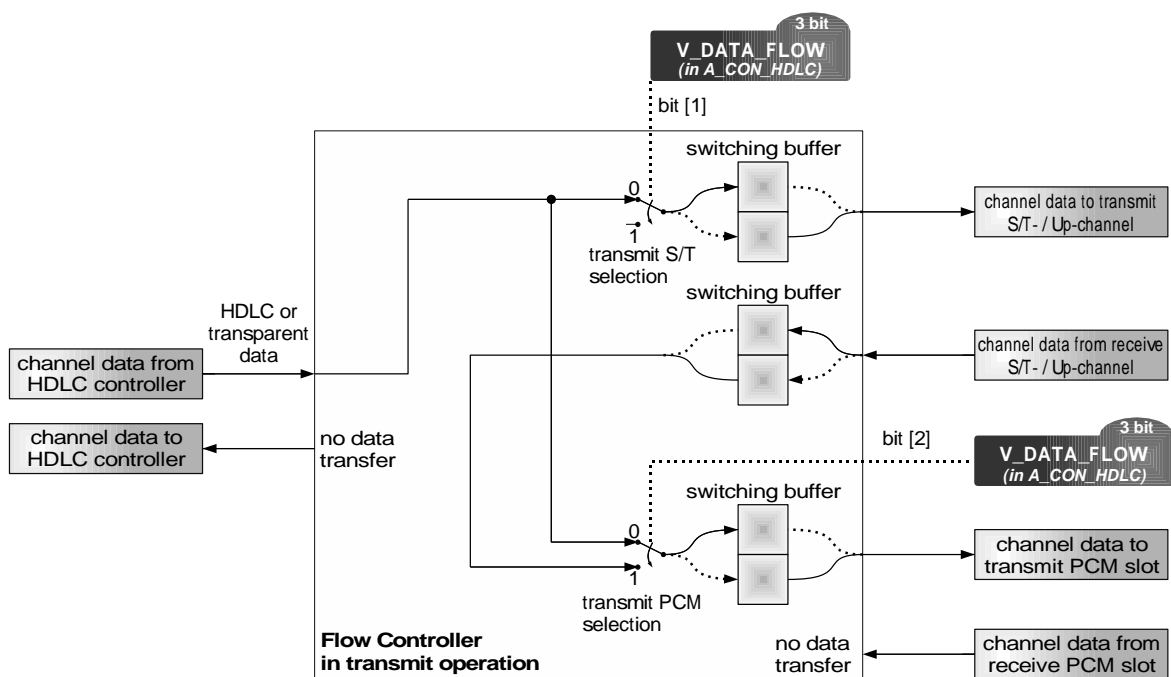 3 bit
V_DATA_FLOW
(in A_CON_HDLC)
bit [1]
switching buffer
0
1
transmit S/T
selection
channel data to transmit
S/T- / Up-channel
switching buffer
HDLC or
transparent
data
channel data from
HDLC controller
channel data from receive
S/T- / Up-channel
channel data to
HDLC controller
no data
transfer
bit [2]
3 bit
V_DATA_FLOW
(in A_CON_HDLC)
switching buffer
0
1
transmit PCM
selection
channel data to
transmit PCM slot
Flow Controller
in transmit operation
no data
transfer
channel data from
receive PCM slot